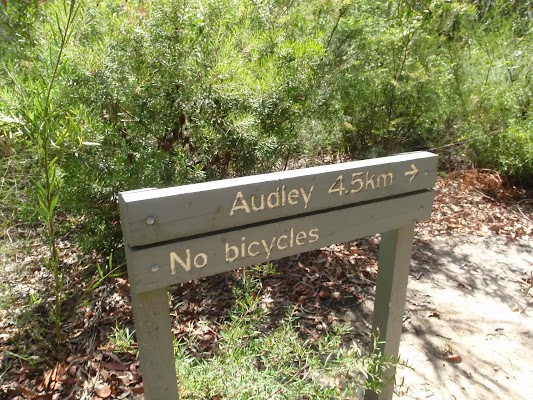 Audley 4.5km →
No bicycles